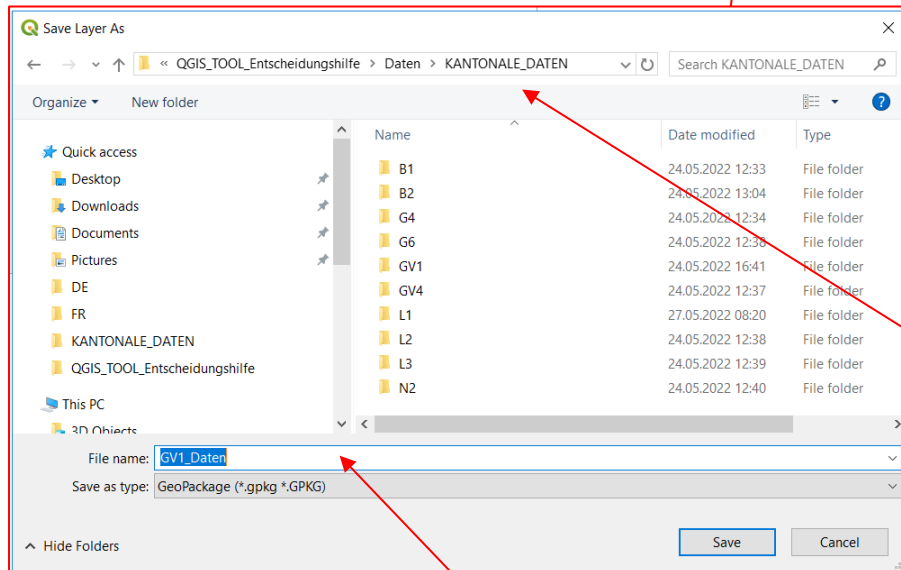 Save Layer As
« QGIS_TOOL_Entscheidungshilfe > Daten > KANTONALE_DATEN
Search KANTONALE_DATEN
Organize New folder
Name Date modified Type
Quick access
Desktop
Downloads
Documents
Pictures
DE
FR
KANTONALE_DATEN
QGIS_TOOL_Entscheidungshilfe
This PC
3D Objects
B1 24.05.2022 12:33 File folder
B2 24.05.2022 13:04 File folder
G4 24.05.2022 12:34 File folder
G6 24.05.2022 12:38 File folder
GV1 24.05.2022 16:41 File folder
GV4 24.05.2022 12:37 File folder
L1 27.05.2022 08:20 File folder
L2 24.05.2022 12:38 File folder
L3 24.05.2022 12:39 File folder
N2 24.05.2022 12:40 File folder
File name: GV1_Daten
Save as type: GeoPackage (*.gpkg *.GPKG)
Hide Folders
Save Cancel